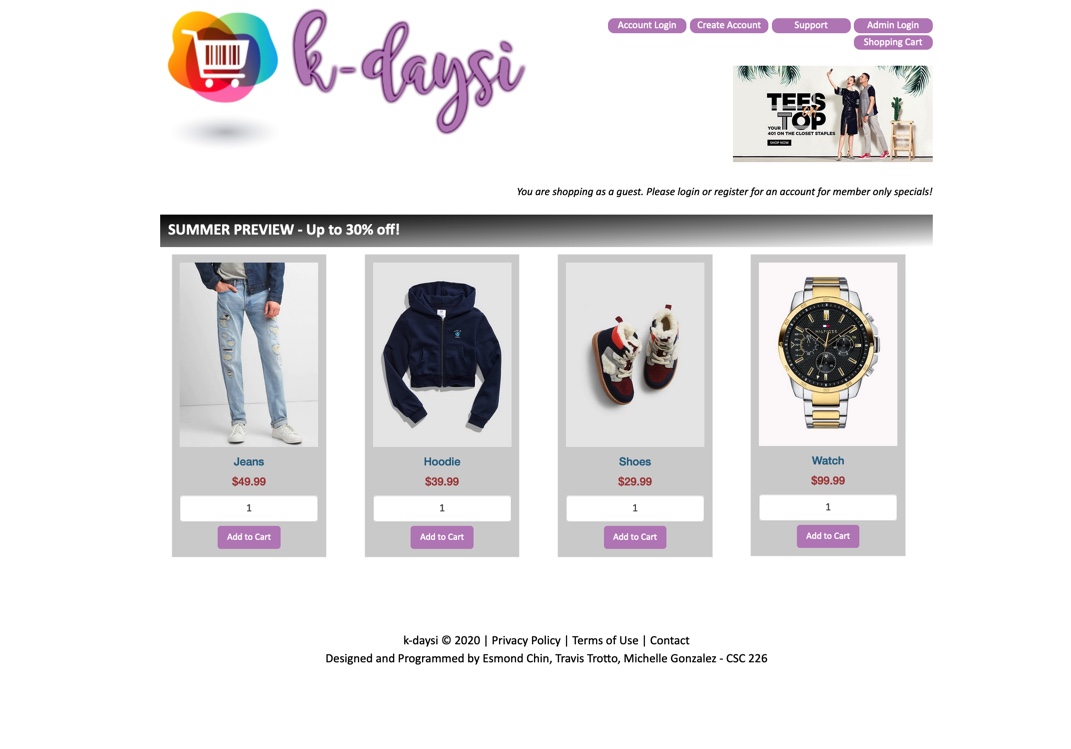 k-daysi
Account Login
Create Account
Support
Admin Login
Shopping Cart
TEES
TOP
YOUR
401 ON THE CLOSET STAPLES
SHOP NOW
You are shopping as a guest. Please login or register for an account for member only specials!
SUMMER PREVIEW - Up to 30% off!
Jeans
$49.99
1
Add to Cart
Hoodie
$39.99
1
Add to Cart
Shoes
$29.99
1
Add to Cart
HILFIGER
Watch
$99.99
1
Add to Cart
k-daysi © 2020 | Privacy Policy | Terms of Use | Contact
Designed and Programmed by Esmond Chin, Travis Trotto, Michelle Gonzalez - CSC 226